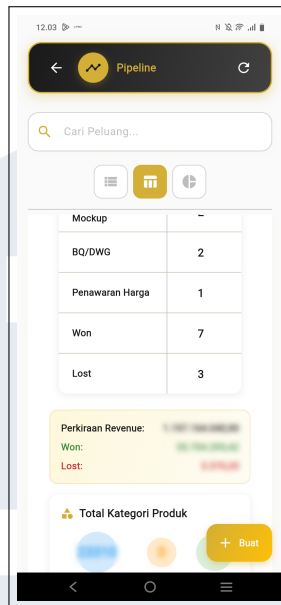 12.03
Pipeline
Cari Peluang...
Mockup
BQ/DWG 2
Penawaran Harga 1
Won 7
Lost 3
Perkiraan Revenue:
Won:
Lost:
Total Kategori Produk
+ Buat